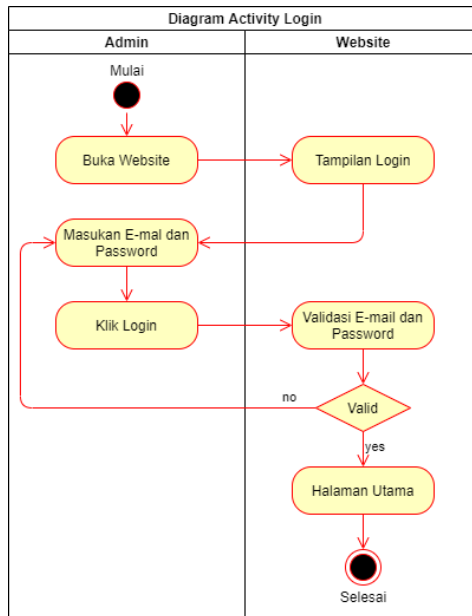 Diagram Activity Login
Admin
Website
Mulai
Buka Website
Tampilan Login
Masukan E-mal dan
Password
Klik Login
Validasi E-mail dan
Password
Valid
no
yes
Halaman Utama
Selesai